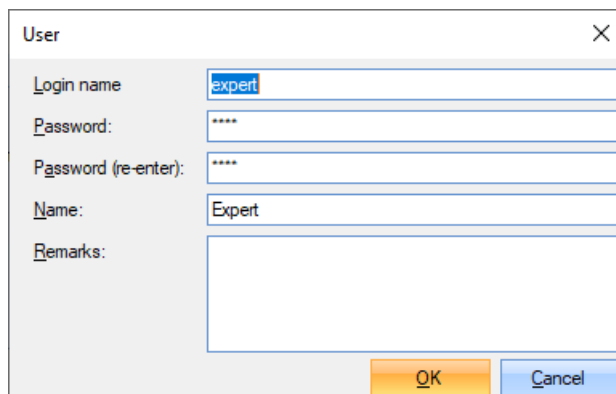 User
Login name expert
Password: ****
Password (re-enter): ****
Name: Expert
Remarks:
OK Cancel